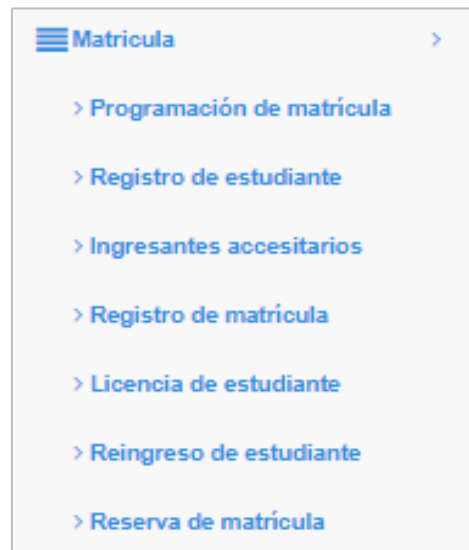 Matricula
Programación de matrícula
Registro de estudiante
Ingresantes accesitarios
Registro de matrícula
Licencia de estudiante
Reingreso de estudiante
Reserva de matrícula